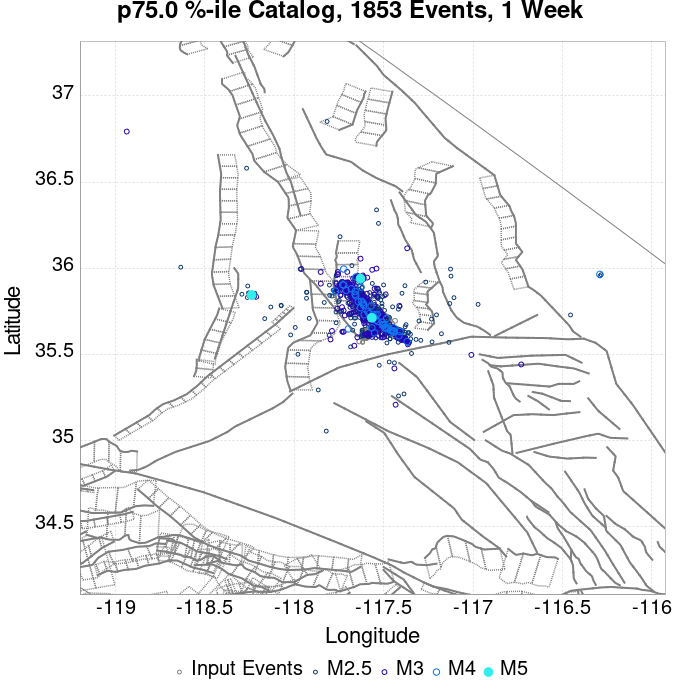 p75.0 %-ile Catalog, 1853 Events, 1 Week
37
36.5
36
35.5
35
34.5
Latitude
-119 -118.5 -118 -117.5 -117 -116.5 -116
Longitude
Input Events M2.5 M3 M4 M5